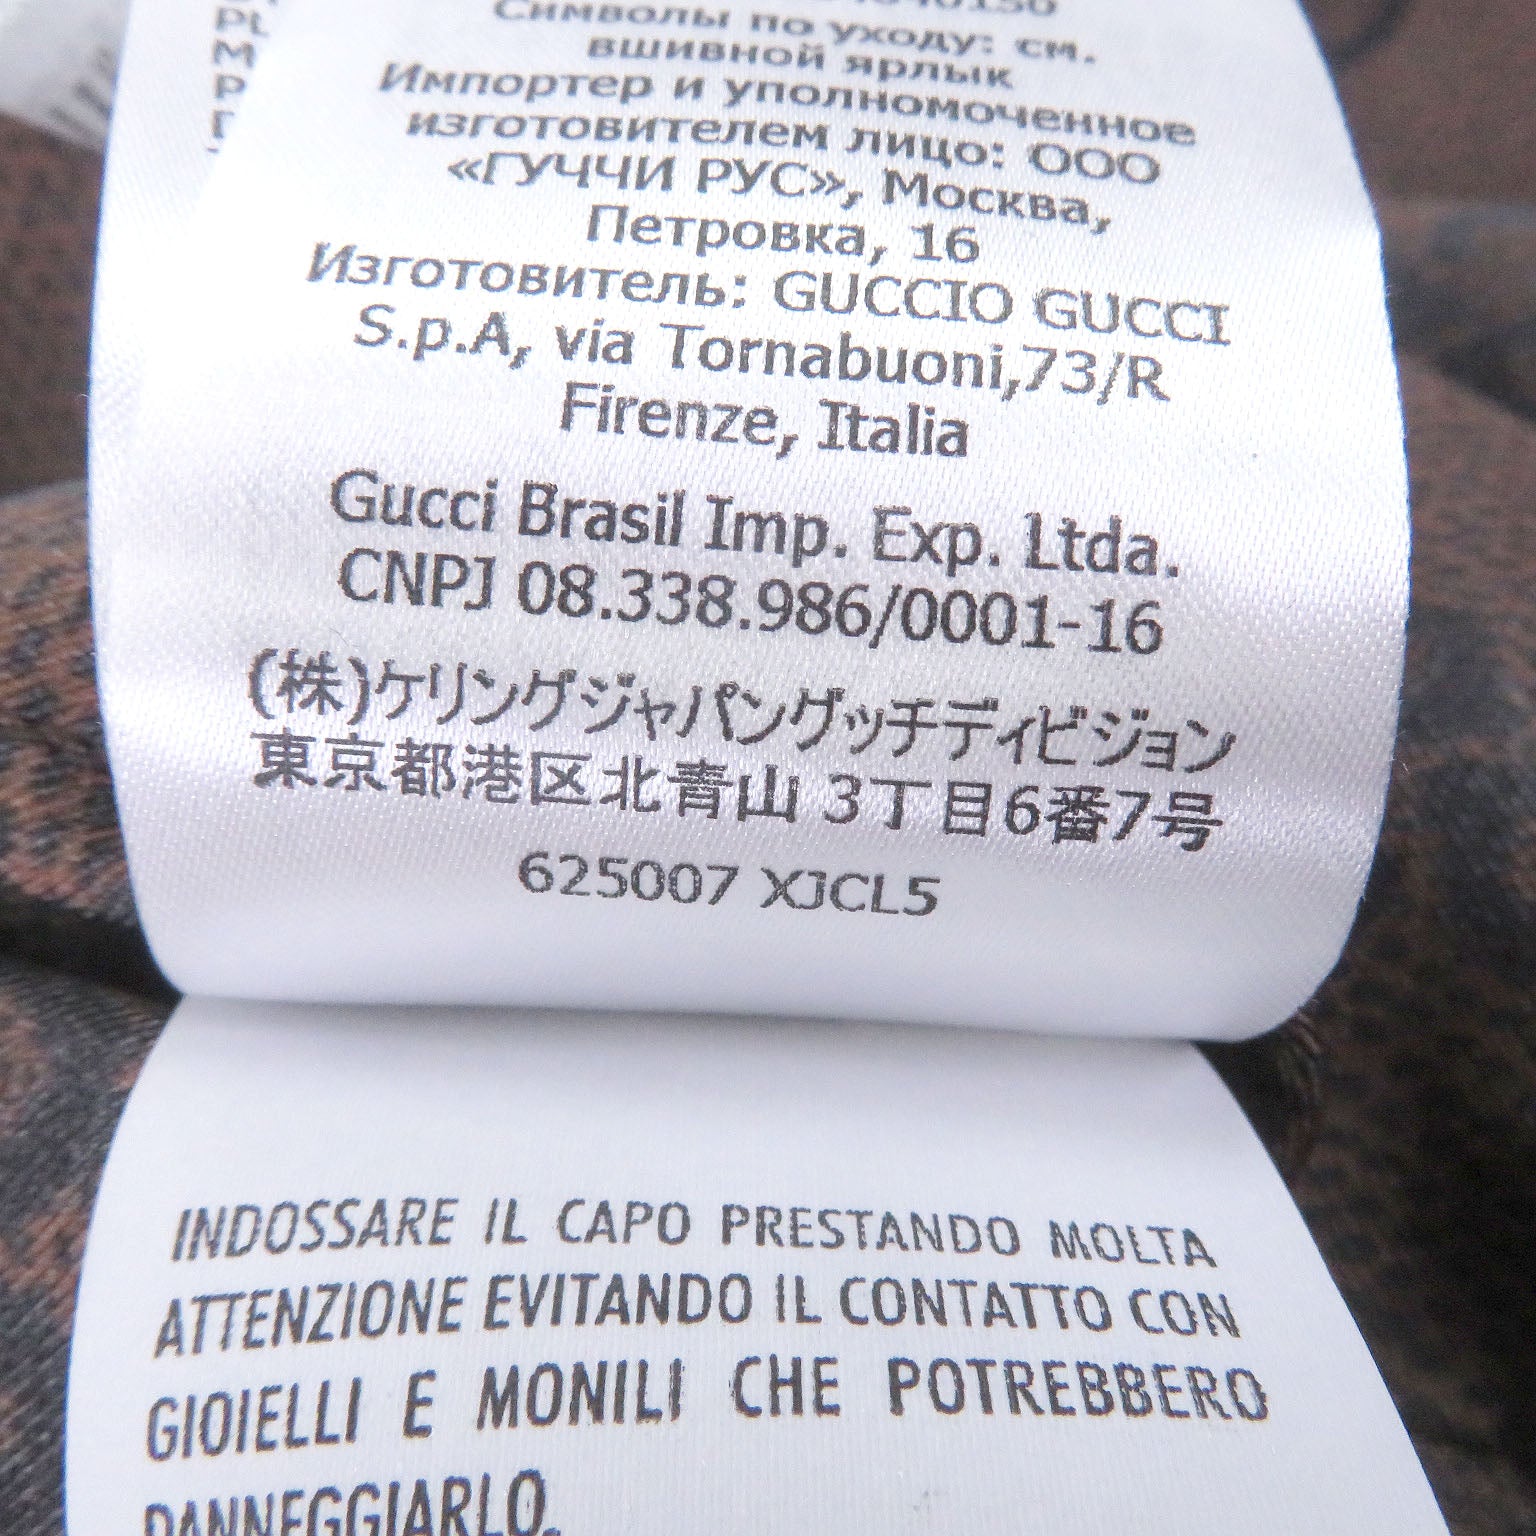 Символы по уходу: см.
вшивной ярлык
Импортер и уполномоченное
изготовителем лицо: ООО
«ГУЧЧИ РУС», Москва,
Петровка, 16
Изготовитель: GUCCIO GUCCI
S.p.A, via Tornabuoni,73/R
Firenze, Italia
Gucci Brasil Imp. Exp. Ltda.
CNPJ 08.338.986/0001-16
(株)ケリングジャパングッチディビジョン
東京都港区北青山 3丁目6番7号
625007 XJCL5
INDOSSARE IL CAPO PRESTANDO MOLTA
ATTENZIONE EVITANDO IL CONTATTO CON
GIOIELLI E MONILI CHE POTREBBERO
DANNEGGIARLO.